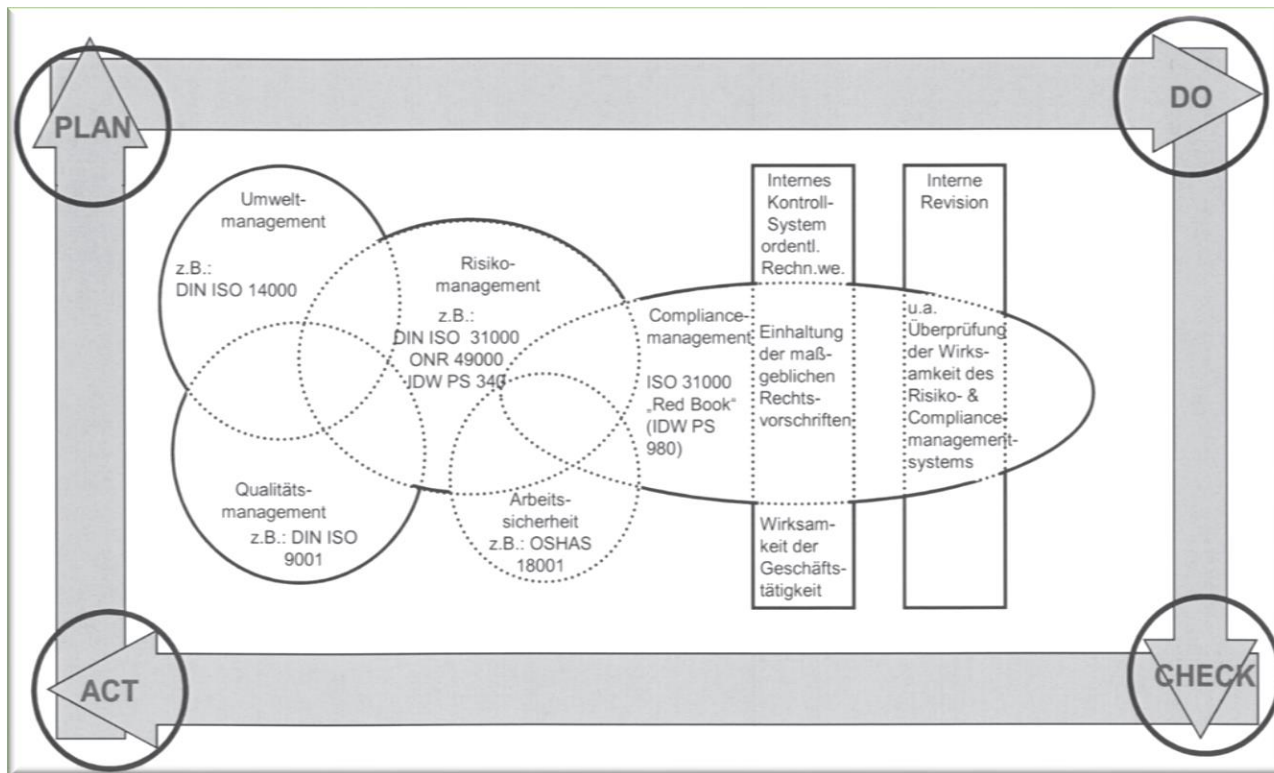 PLAN
DO
Umwelt-
management
z.B.:
DIN ISO 14000
Risiko-
management
z.B.:
DIN ISO 31000
ONR 49000
IDW PS 340
Qualitäts-
management
z.B.: DIN ISO
9001
Arbeits-
sicherheit
z.B.: OSHAS
18001
Compliance-
management
ISO 31000
„Red Book“
(IDW PS
980)
Internes
Kontroll-
System
ordentl.
Rechn.we.
Einhaltung
der maß-
geblichen
Rechts-
vorschriften
Wirksam-
keit der
Geschäfts-
tätigkeit
Interne
Revision
u.a.
Überprüfung
der Wirks-
amkeit des
Risiko- &
Compliance-
management-
systems
ACT
CHECK